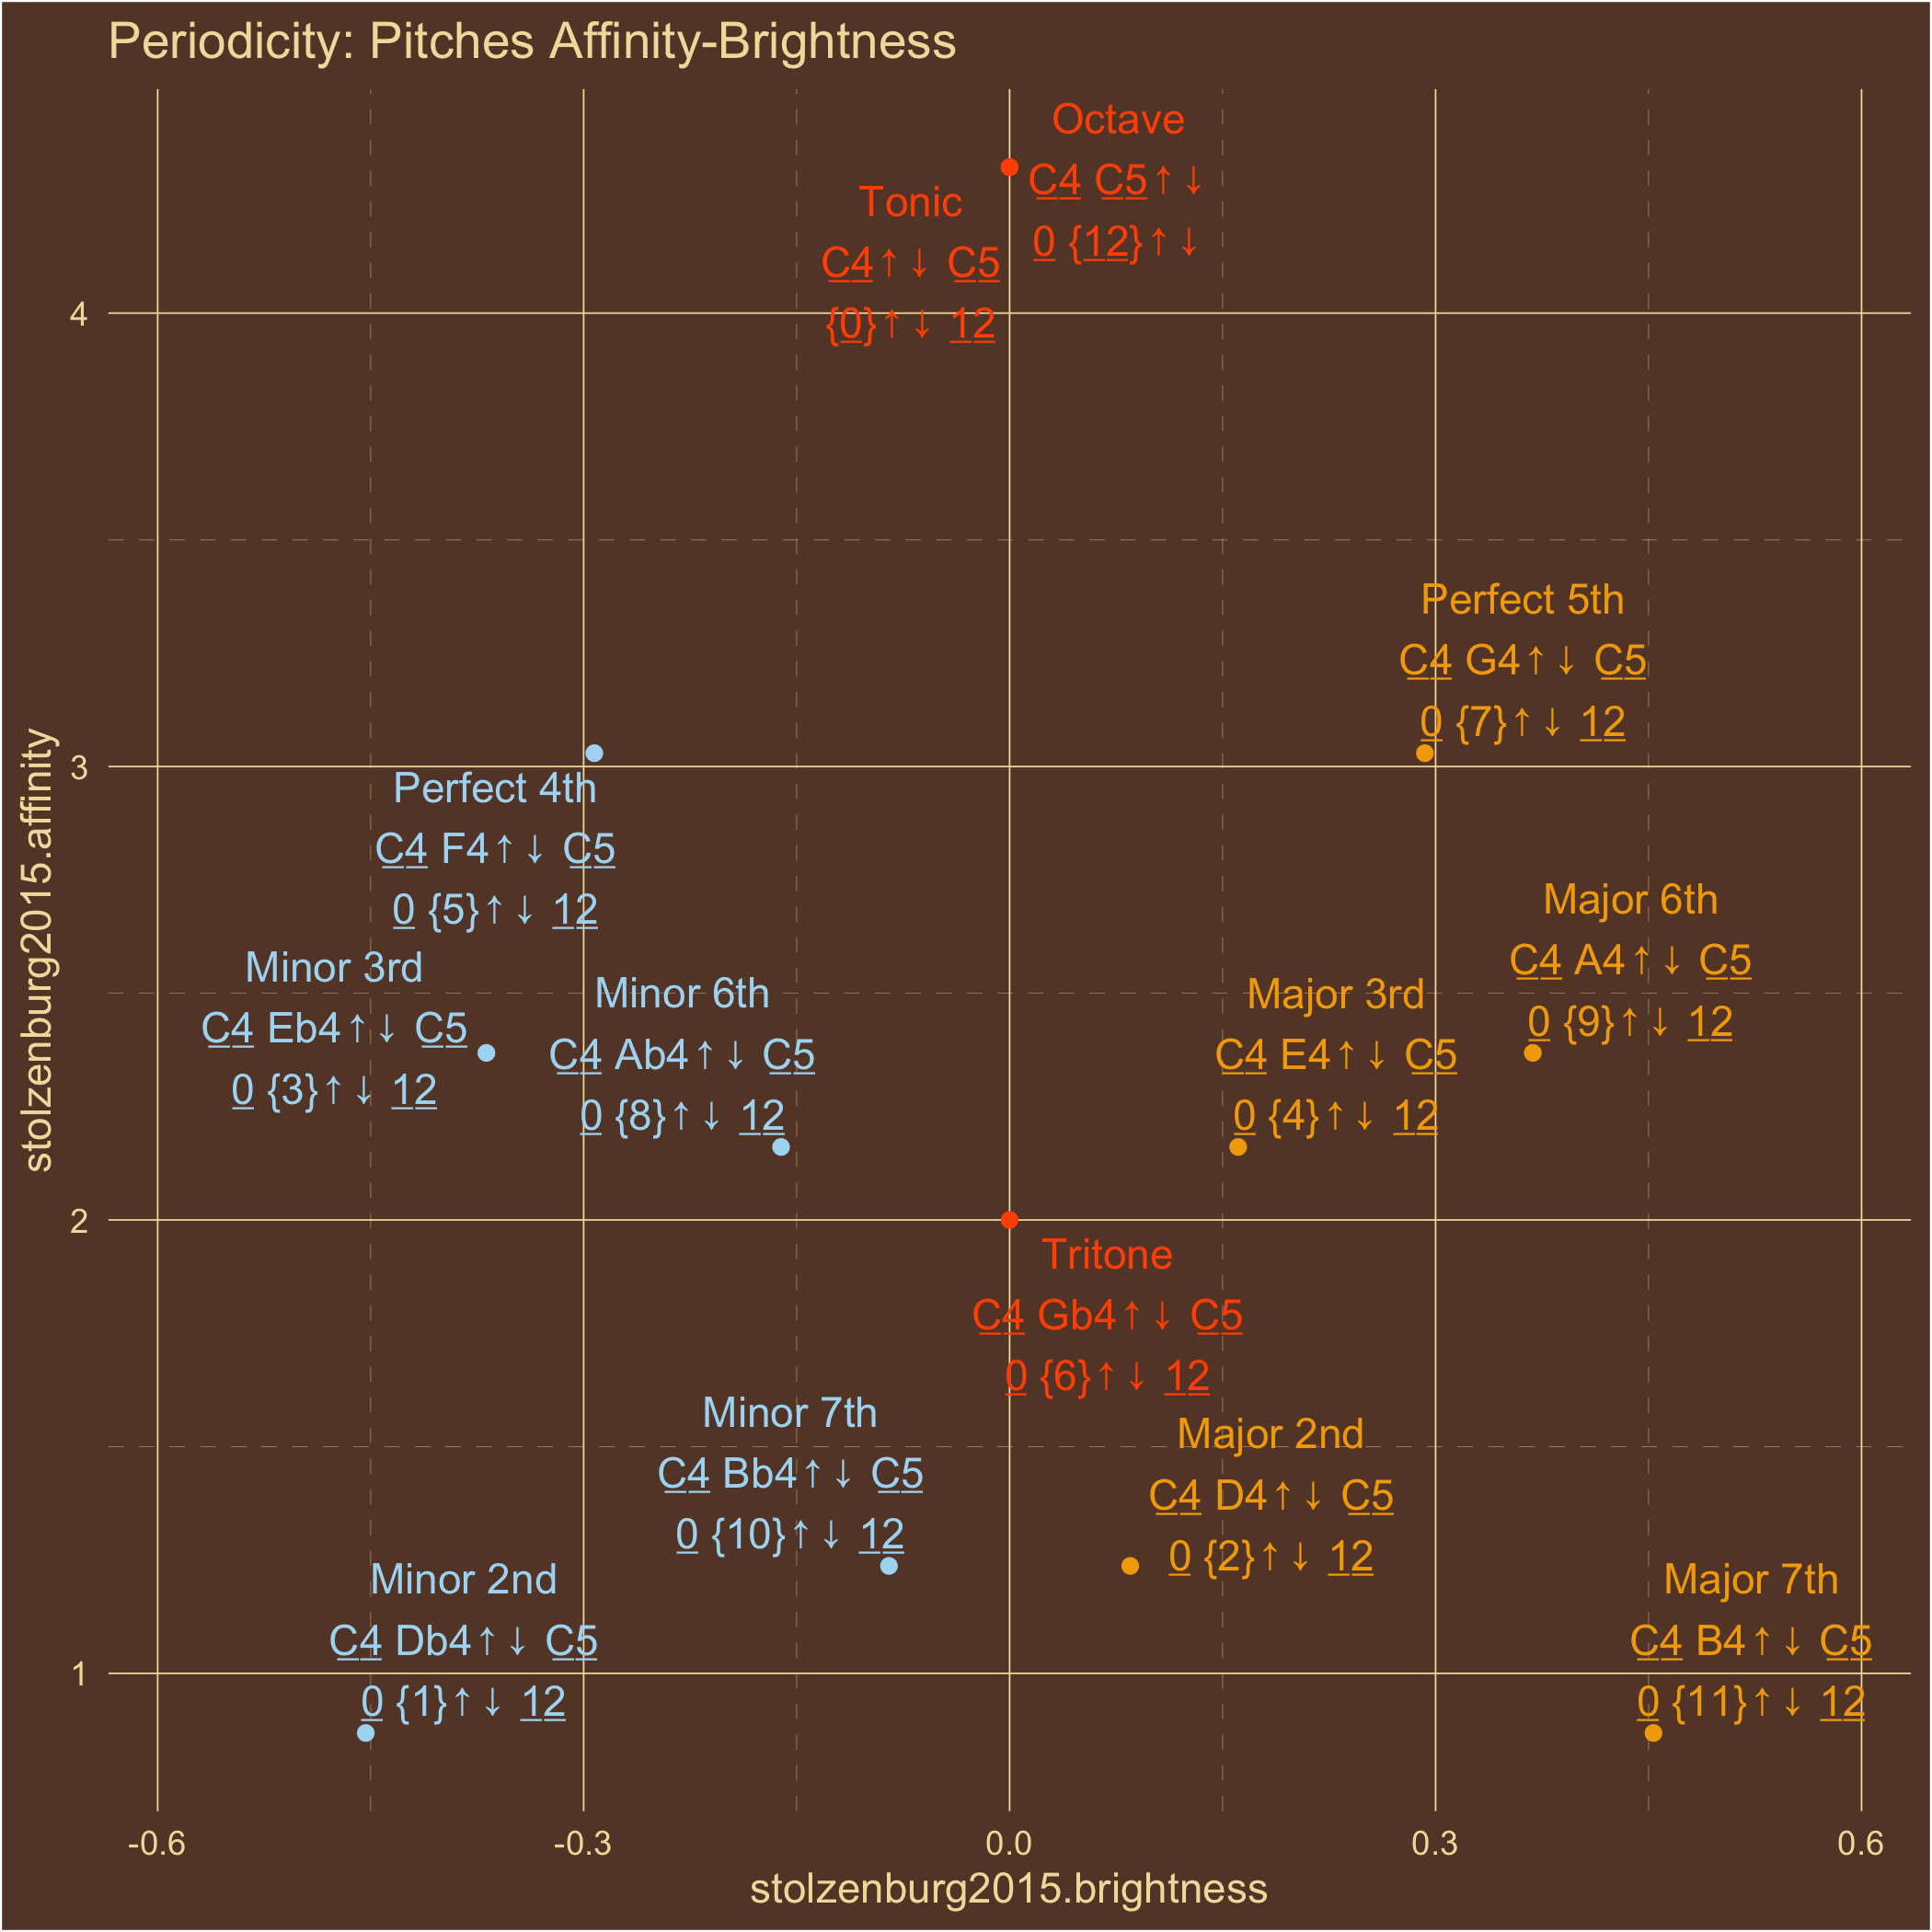 Periodicity: Pitches Affinity-Brightness
Octave
C4 C5↑↓
0 {12}↑↓
Tonic
C4↑↓ C5
{0}↑↓ 12
4
Perfect 5th
C4 G4↑↓ C5
0 {7}↑↓ 12
3
Perfect 4th
C4 F4↑↓ C5
0 {5}↑↓ 12
Major 6th
C4 A4↑↓ C5
0 {9}↑↓ 12
Minor 3rd
C4 Eb4↑↓ C5
0 {3}↑↓ 12
Minor 6th
C4 Ab4↑↓ C5
0 {8}↑↓ 12
Major 3rd
C4 E4↑↓ C5
0 {4}↑↓ 12
stolzenburg2015.affinity
2
Tritone
C4 Gb4↑↓ C5
0 {6}↑↓ 12
Minor 7th
C4 Bb4↑↓ C5
0 {10}↑↓ 12
Major 2nd
C4 D4↑↓ C5
0 {2}↑↓ 12
Minor 2nd
C4 Db4↑↓ C5
0 {1}↑↓ 12
Major 7th
C4 B4↑↓ C5
0 {11}↑↓ 12
1
-0.6 -0.3 0.0 0.3 0.6
stolzenburg2015.brightness